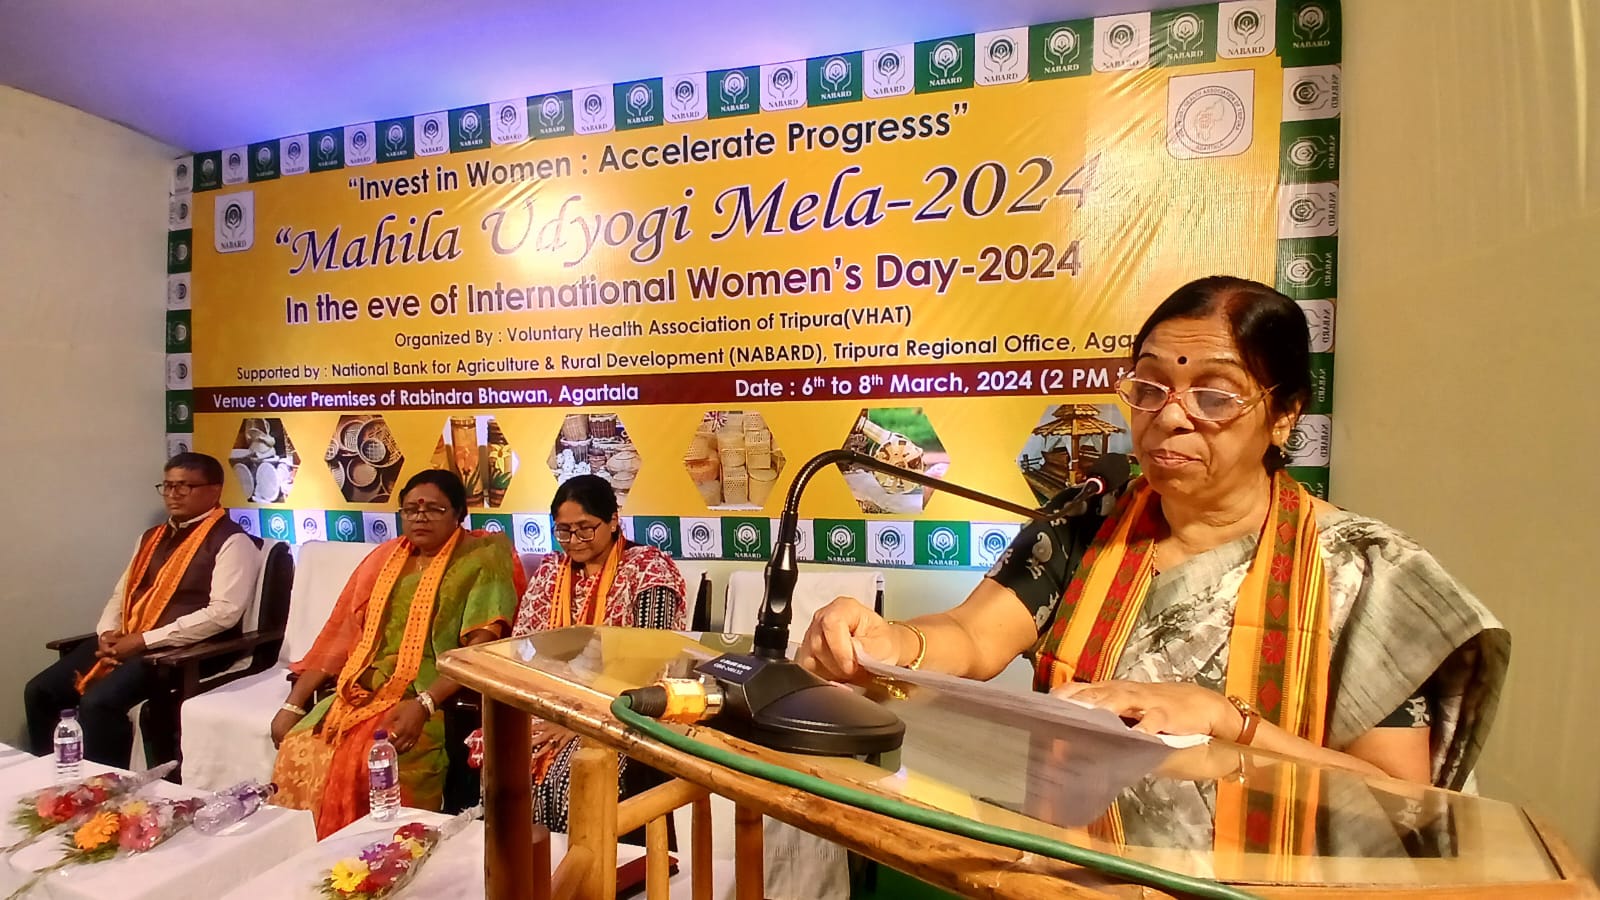 "Invest in Women : Accelerate Progresss"
"Mahila Udyogi Mela-2024
In the eve of International Women's Day-2024
Organized By : Voluntary Health Association of Tripura(VHAT)
Supported by : National Bank for Agriculture & Rural Development (NABARD), Tripura Regional Office,
Venue : Outer Premises of Rabindra Bhawan, Agartala
Date : 6th to 8th March, 2024 (2 PM
NABARD